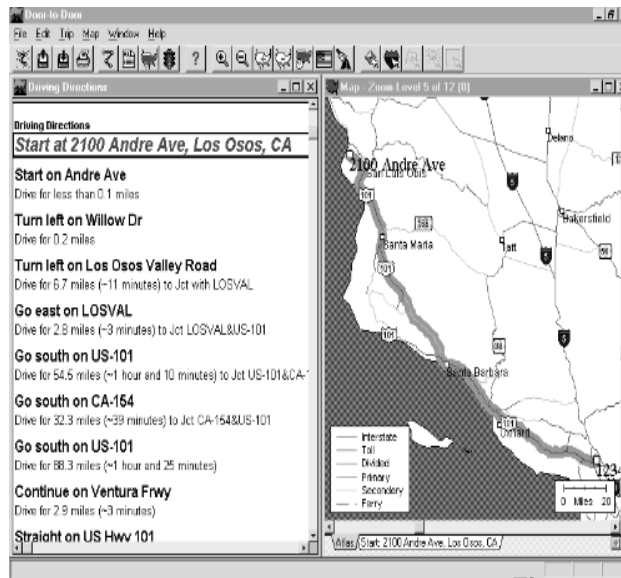 Door-to-Door
File Edit Trip Map Window Help
Driving Directions
Driving Directions
Start at 2100 Andre Ave, Los Osos, CA
Start on Andre Ave
Drive for less than 0.1 miles
Turn left on Willow Dr
Drive for 0.2 miles
Turn left on Los Osos Valley Road
Drive for 6.7 miles (~11 minutes) to Jct with LOSVAL
Go east on LOSVAL
Drive for 2.8 miles (~3 minutes) to Jct LOSVAL&US-101
Go south on US-101
Drive for 54.5 miles (~1 hour and 10 minutes) to Jct US-101&CA-1
Go south on CA-154
Drive for 32.3 miles (~39 minutes) to Jct CA-154&US-101
Go south on US-101
Drive for 88.3 miles (~1 hour and 25 minutes)
Continue on Ventura Frwy
Drive for 2.9 miles (~3 minutes)
Straight on US Hwy 101
Map - Zoom Level 5 of 12 (0)
Delano
2100 Andre Ave
San Luis Obis
5
101
Bakersfield
Santa Maria
Taft
101
5
101
Santa Barbara
5
101
Oxnard
1234
Interstate
Toll
Divided
Primary
Secondary
Ferry
0 Miles 20
Atlas
Start: 2100 Andre Ave, Los Osos, CA